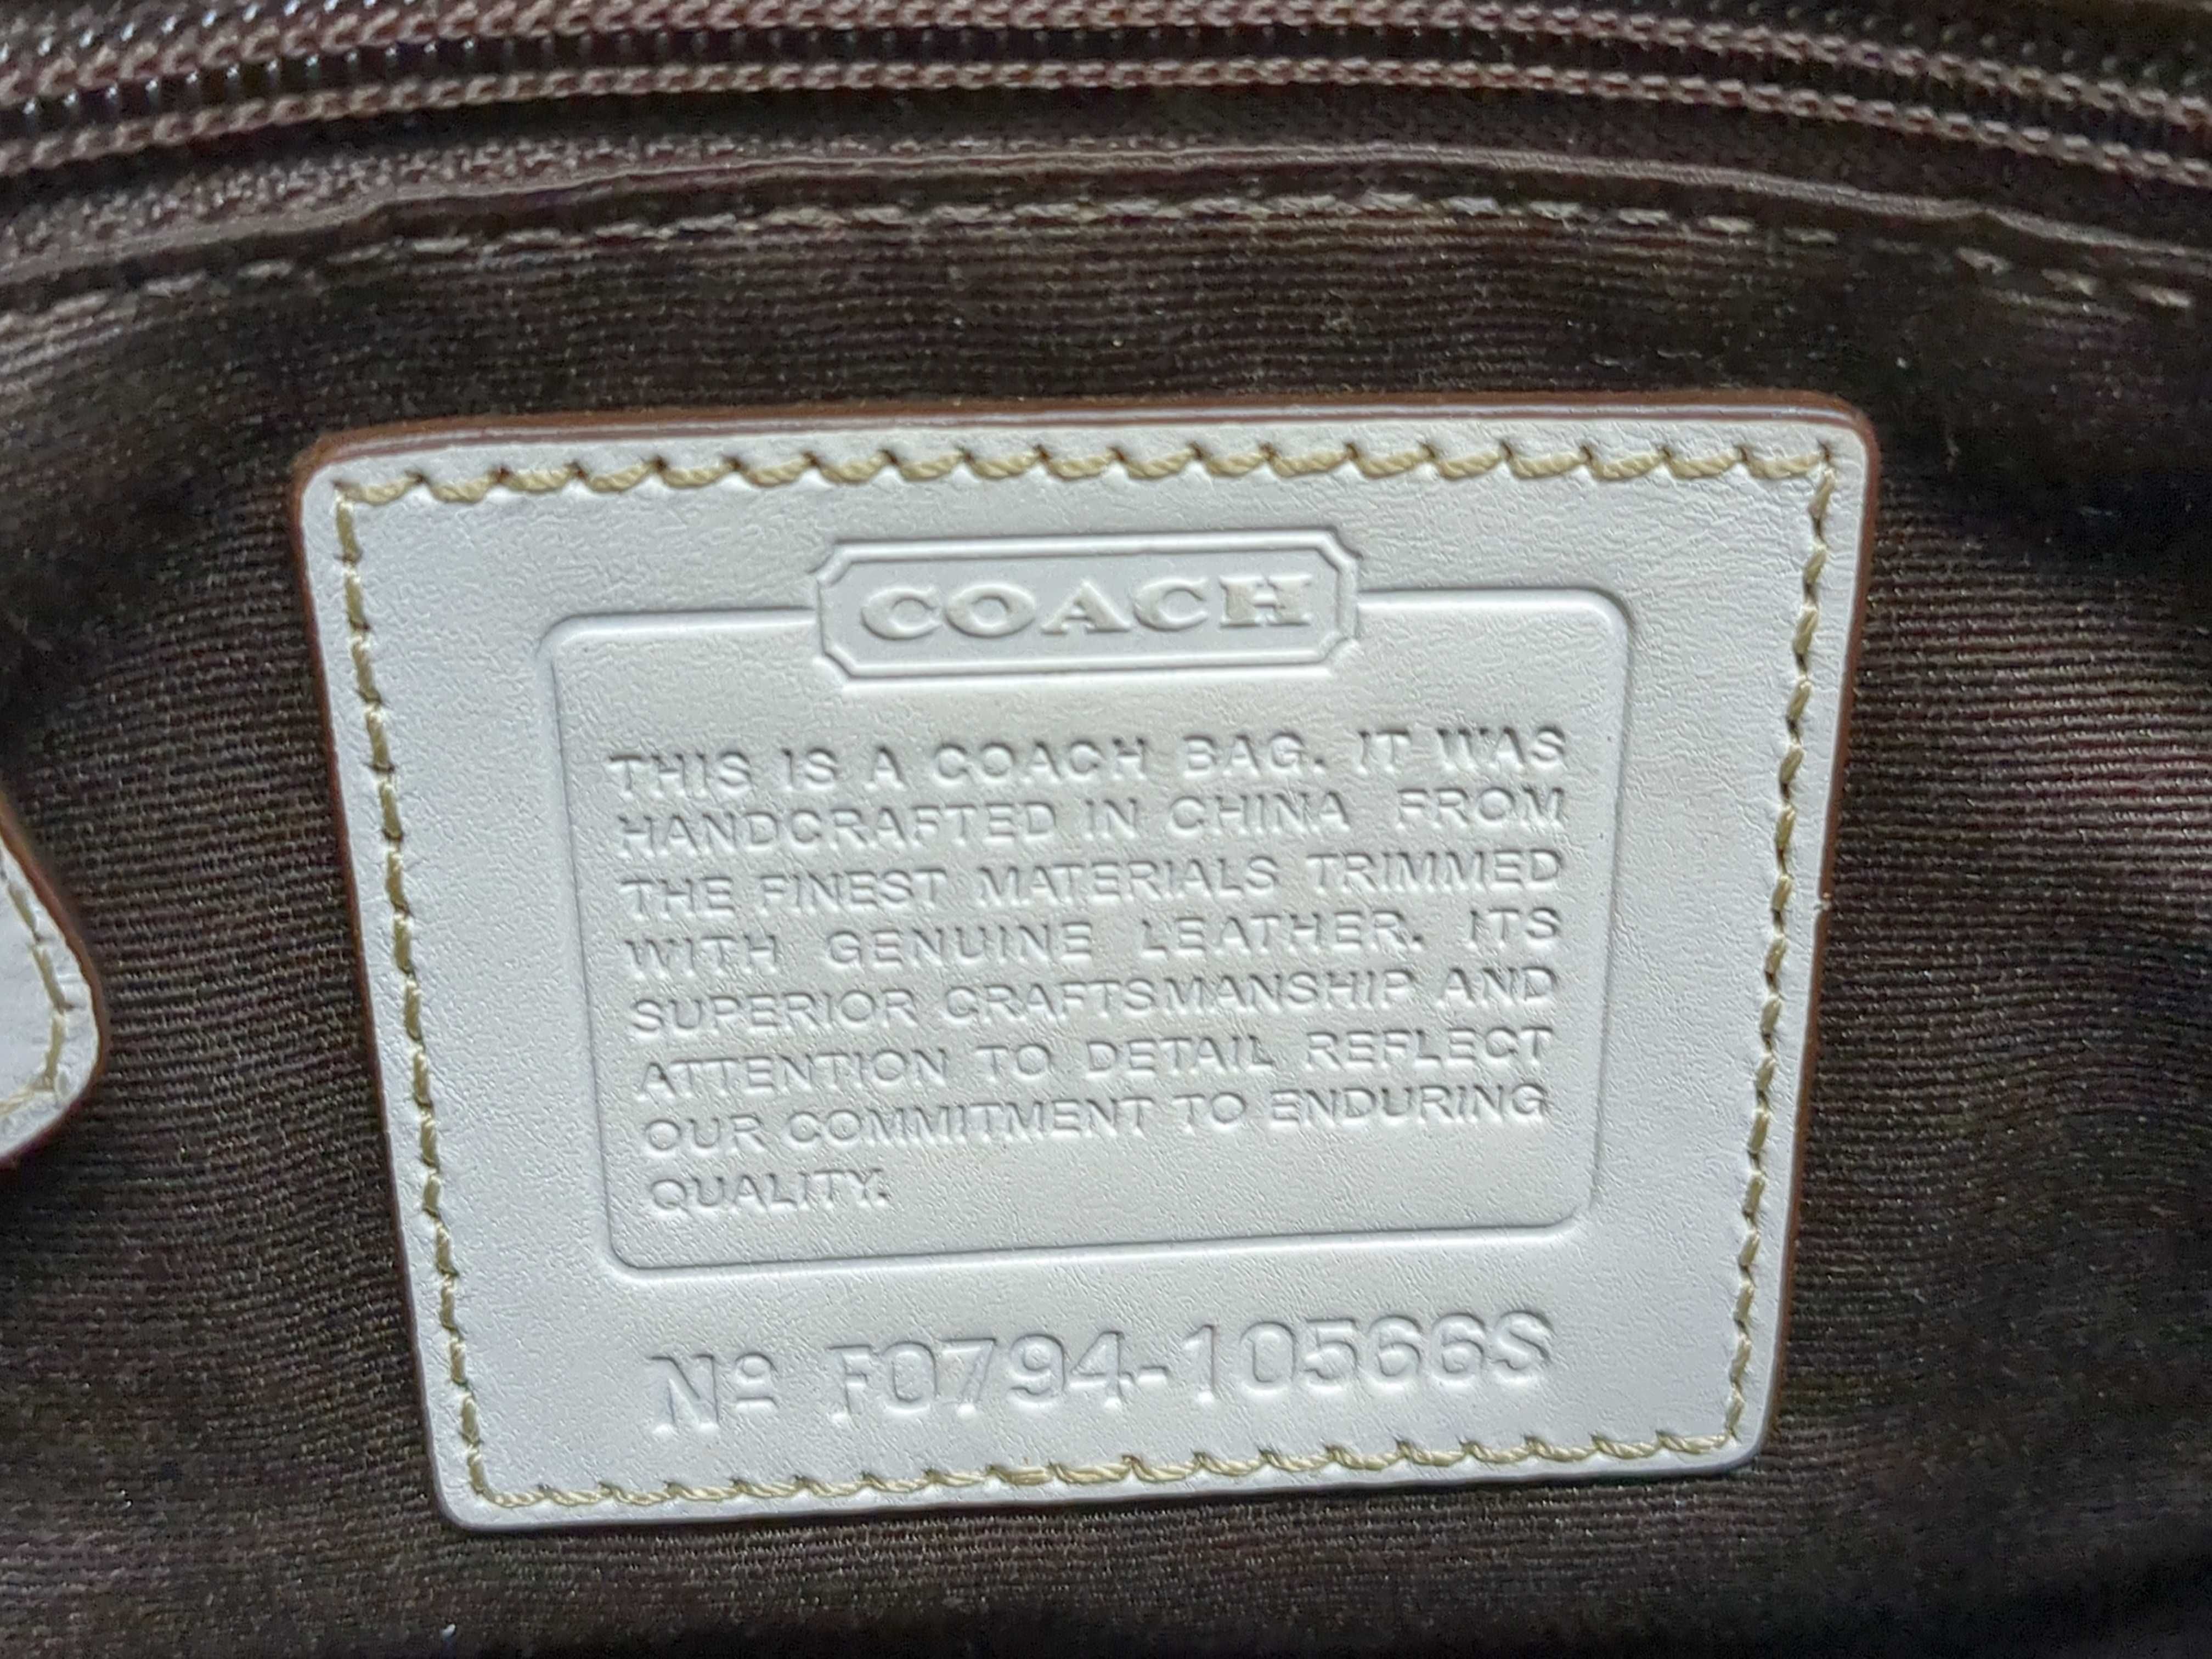 COACH
THIS IS A COACH BAG. IT WAS
HANDCRAFTED IN CHINA FROM
THE FINEST MATERIALS TRIMMED
WITH GENUINE LEATHER. ITS
SUPERIOR CRAFTSMANSHIP AND
ATTENTION TO DETAIL REFLECT
OUR COMMITMENT TO ENDURING
QUALITY.
Nº F0794-10566S